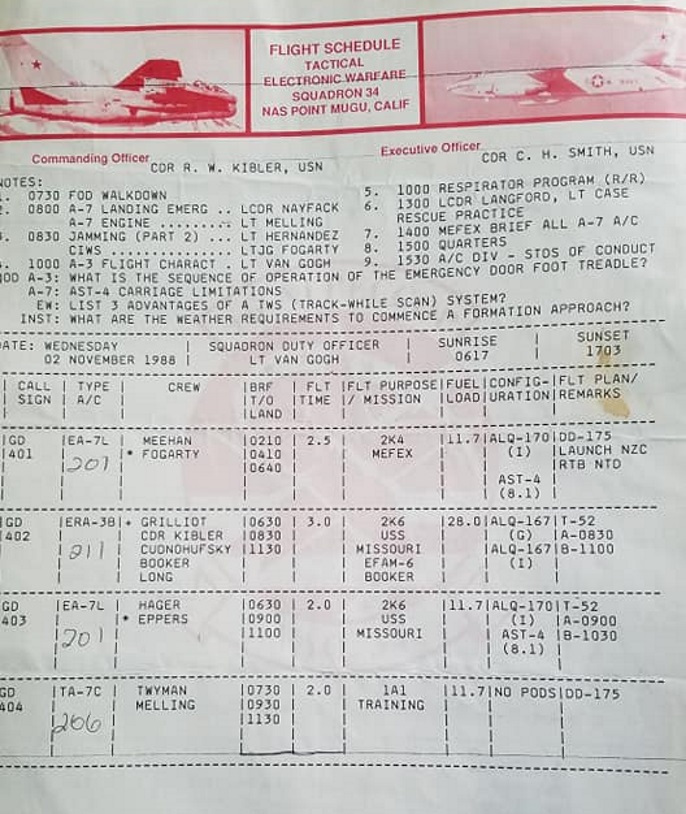 FLIGHT SCHEDULE
TACTICAL
ELECTRONIC WARFARE
SQUADRON 34
NAS POINT MUGU, CALIF
Commanding Officer CDR R. W. KIBLER, USN
Executive Officer CDR C. H. SMITH, USN
NOTES:
1. 0730 FOD WALKDOWN
2. 0800 A-7 LANDING EMERG .. LCDR NAYFACK
A-7 ENGINE ......... LT MELLING
3. 0830 JAMMING (PART 2) ... LT HERNANDEZ
CIWS ............... LTJG FOGARTY
4. 1000 A-3 FLIGHT CHARACT . LT VAN GOGH
5. 1000 RESPIRATOR PROGRAM (R/R)
6. 1300 LCDR LANGFORD, LT CASE
RESCUE PRACTICE
7. 1400 MEFEX BRIEF ALL A-7 A/C
8. 1500 QUARTERS
9. 1530 A/C DIV - STDS OF CONDUCT
QOD A-3: WHAT IS THE SEQUENCE OF OPERATION OF THE EMERGENCY DOOR FOOT TREADLE?
A-7: AST-4 CARRIAGE LIMITATIONS
EW: LIST 3 ADVANTAGES OF A TWS (TRACK-WHILE SCAN) SYSTEM?
INST: WHAT ARE THE WEATHER REQUIREMENTS TO COMMENCE A FORMATION APPROACH?
DATE: WEDNESDAY | SQUADRON DUTY OFFICER | SUNRISE | SUNSET
02 NOVEMBER 1988 | LT VAN GOGH | 0617 | 1703
| CALL | TYPE | CREW |BRF | FLT |FLT PURPOSE|FUEL |CONFIG-|FLT PLAN/
| SIGN | A/C | |T/O | TIME |/ MISSION |LOAD |URATION|REMARKS
|LAND
|GD |EA-7L | MEEHAN |0210 | 2.5 | 2K4 |11.7|ALQ-170|DD-175
|401 207 |* FOGARTY |0410 MEFEX (I) |LAUNCH NZC
|0640 |RTB NTD
AST-4
(8.1)
|GD |ERA-3B|* GRILLIOT |0630 | 3.0 | 2K6 |28.0|ALQ-167|T-52
|402 CDR KIBLER |0830 USS (G) |A-0830
211 CUDNOHUFSKY |1130 MISSOURI |ALQ-167|B-1100
BOOKER EFAM-6 (I)
LONG BOOKER
GD |EA-7L | HAGER |0630 | 2.0 | 2K6 |11.7|ALQ-170|T-52
403 |* EPPERS |0900 USS (I) |A-0900
201 |1100 MISSOURI AST-4 |B-1030
(8.1)
GD |TA-7C | TWYMAN |0730 | 2.0 | 1A1 |11.7|NO PODS|DD-175
404 MELLING |0930 TRAINING
206 |1130